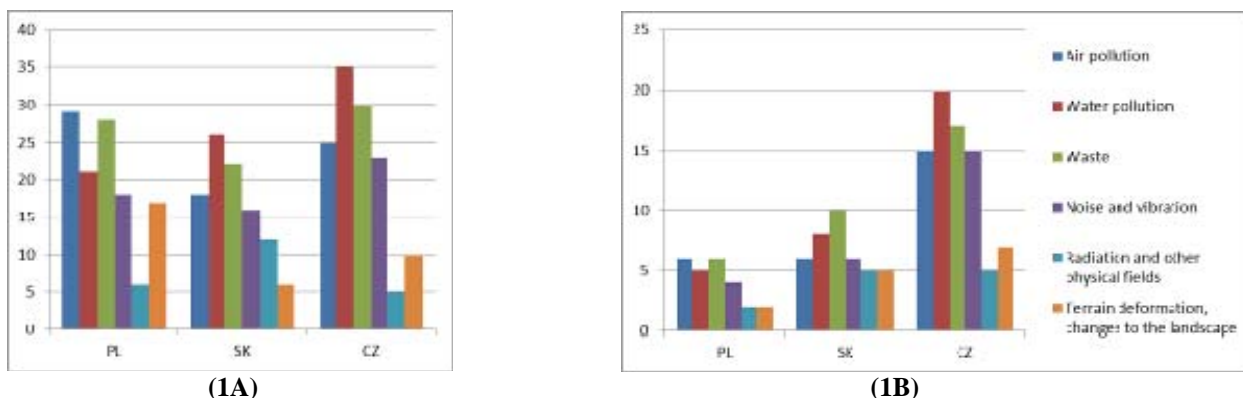 40
35
30
25
20
15
10
5
0
PL
SK
CZ
(1A)
25
20
15
10
5
0
PL
SK
CZ
Air pollution
Water pollution
Waste
Noise and vibration
Radiation and other
physical fields
Terrain deformation,
changes to the landscape
(1B)